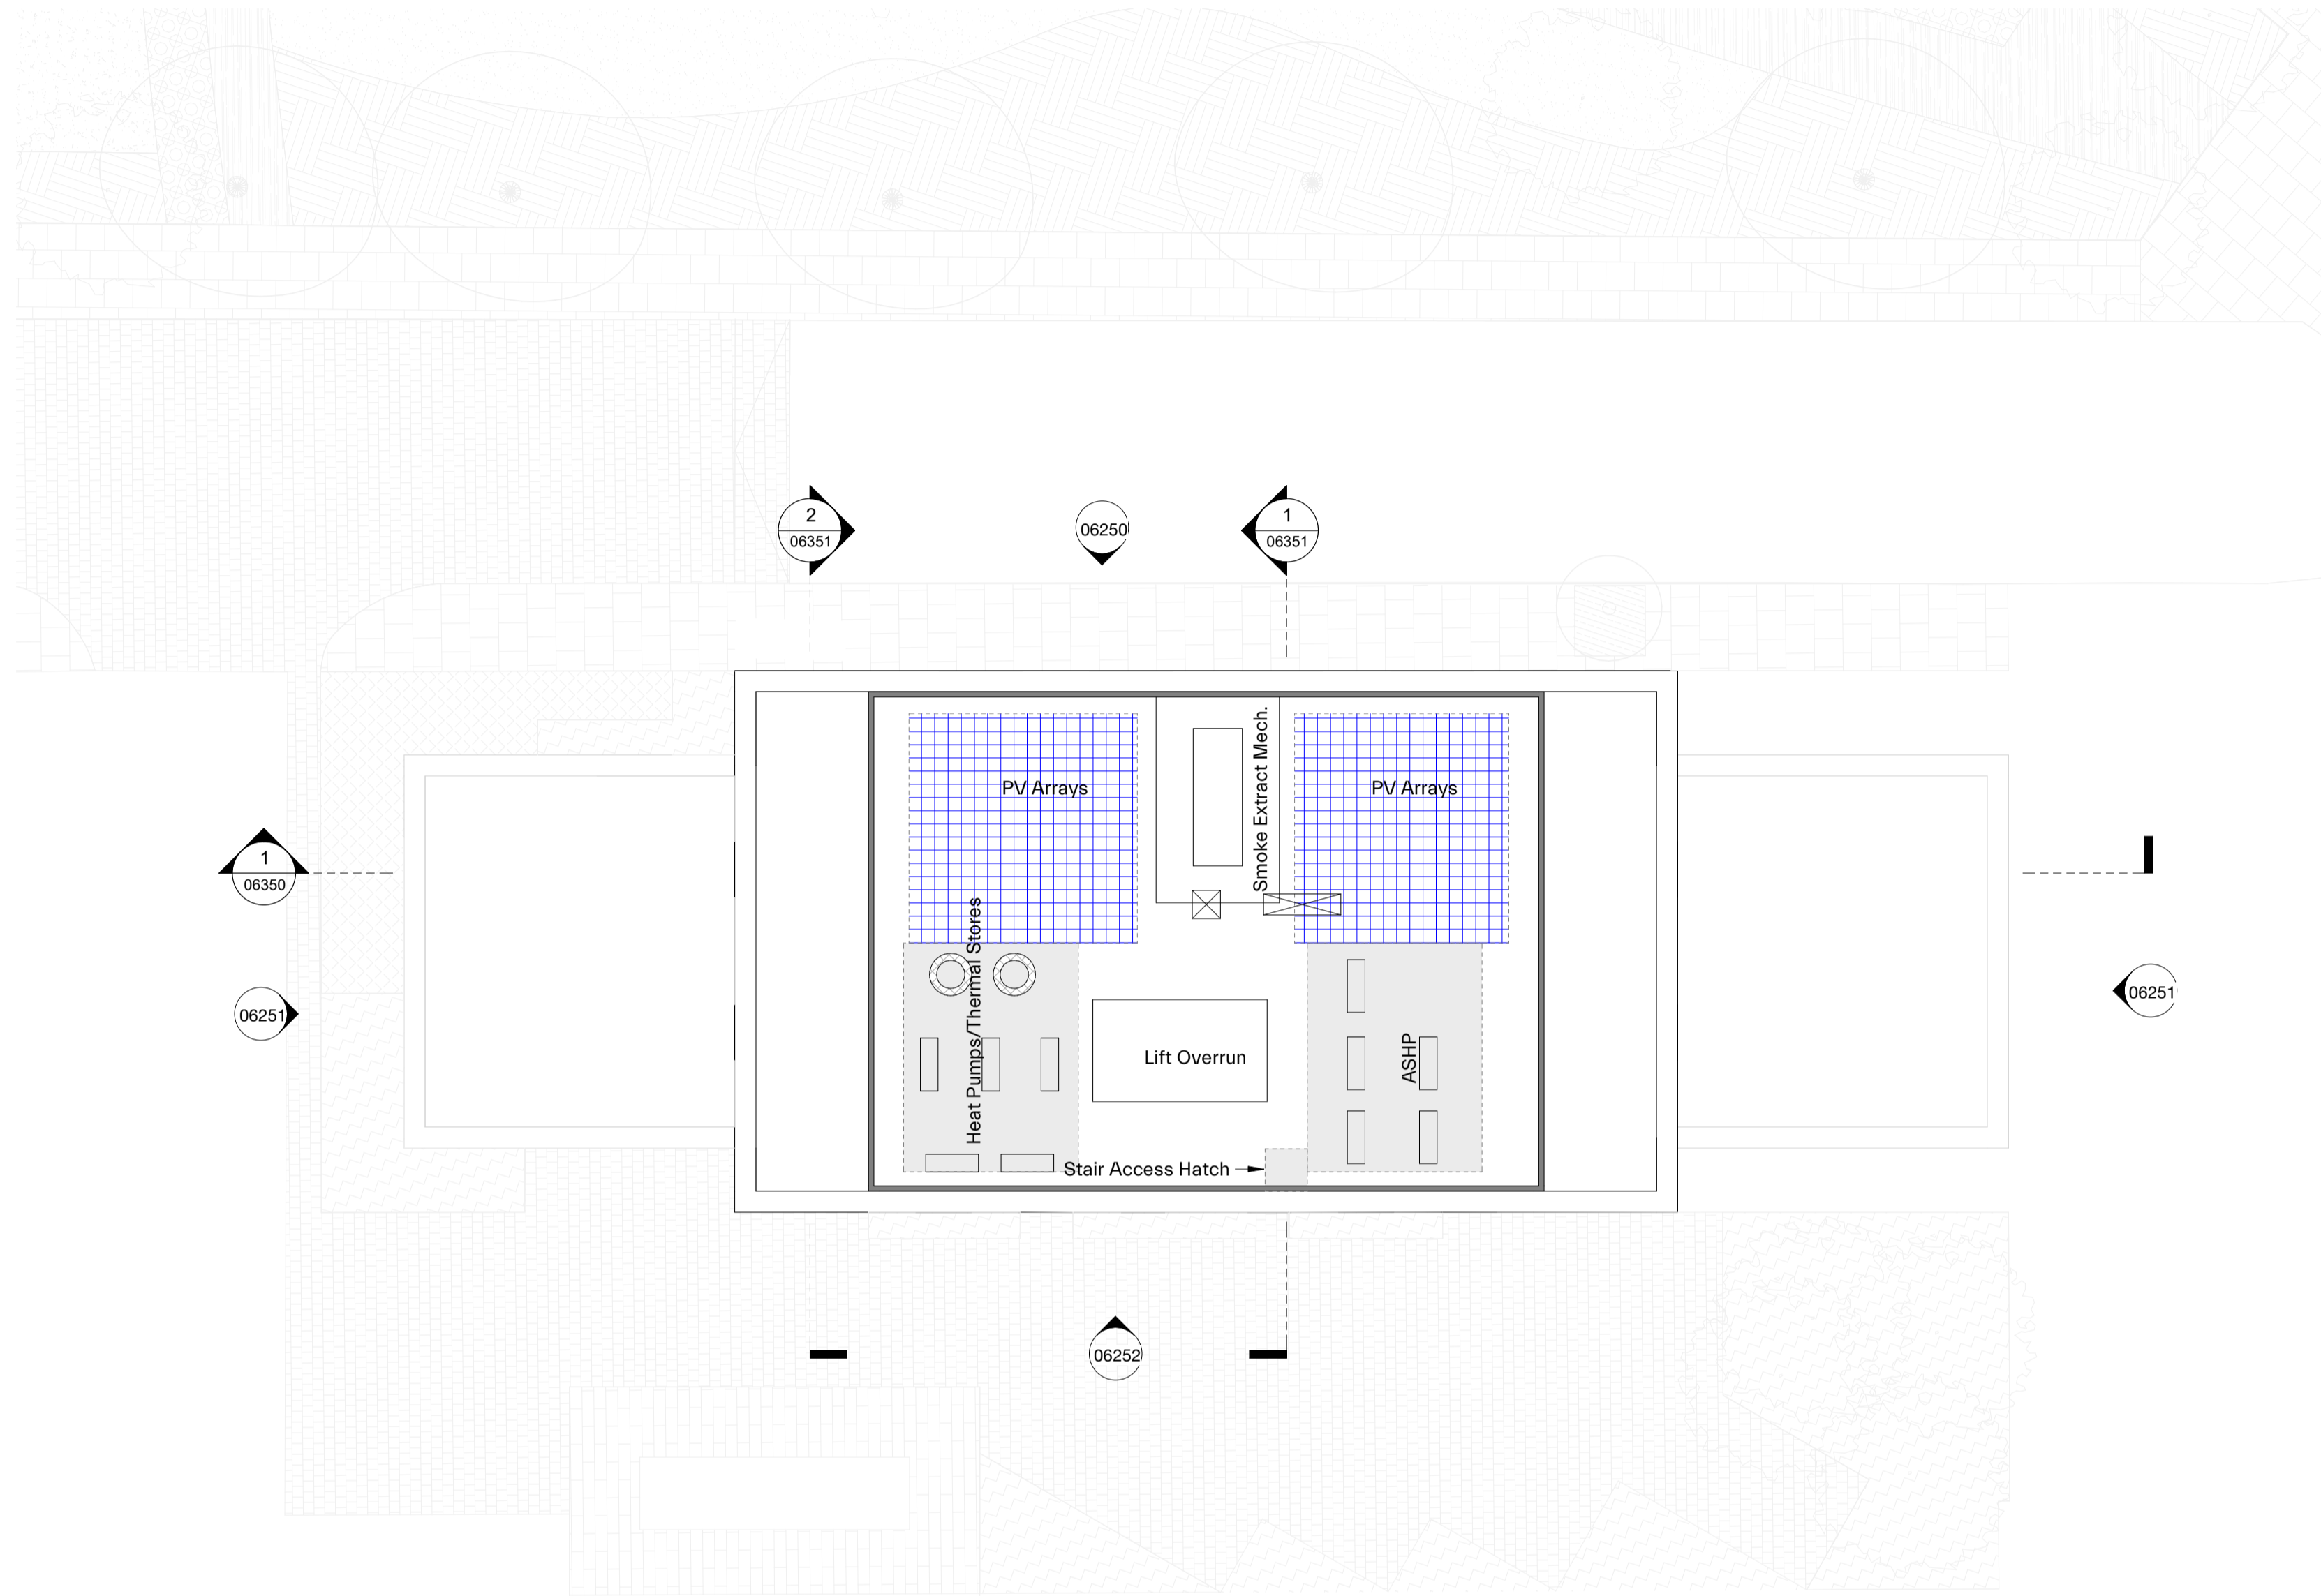 2
06351
06250
1
06351
PV Arrays
Smoke Extract Mech.
PV Arrays
1
06350
Heat Pumps/Thermal Stores
06251
06251
Lift Overrun
ASHP
Stair Access Hatch
06252